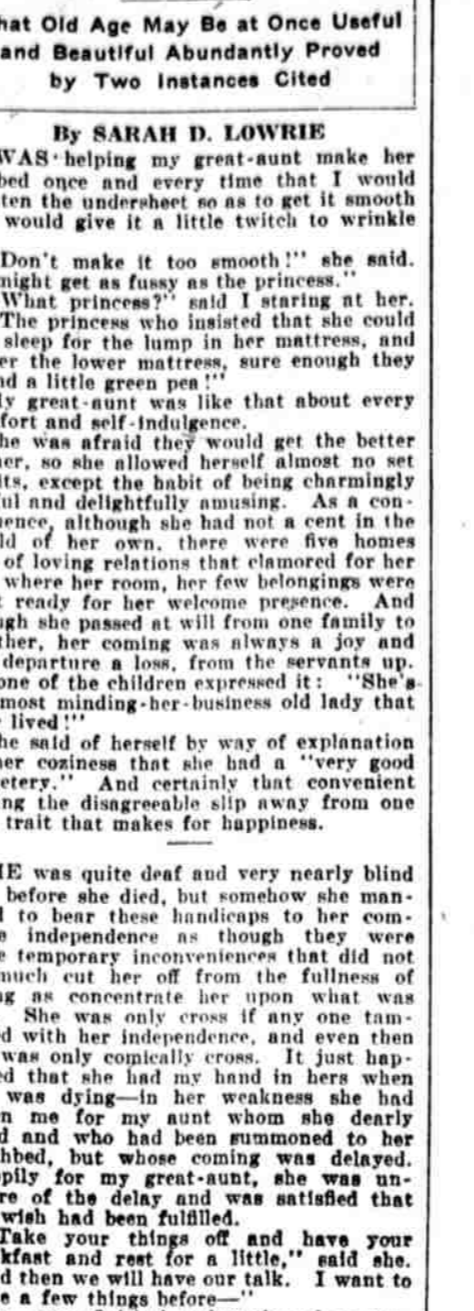 hat Old Age May Be at Once Useful
and Beautiful Abundantly Proved
by Two Instances Cited
By SARAH D. LOWRIE
WAS helping my great-aunt make her
bed once and every time that I would
ten the undersheet so as to get it smooth
would give it a little twitch to wrinkle
Don't make it too smooth!" she said.
might get as fussy as the princess."
What princess?" said I staring at her.
The princess who insisted that she could
sleep for the lump in her mattress, and
er the lower mattress, sure enough they
nd a little green pea!"
ly great-aunt was like that about every
fort and self-indulgence.
he was afraid they would get the better
her, so she allowed herself almost no set
its, except the habit of being charmingly
ful and delightfully amusing. As a con-
uence, although she had not a cent in the
ld of her own, there were five homes
of loving relations that clamored for her
where her room, her few belongings were
t ready for her welcome presence. And
ugh she passed at will from one family to
ther, her coming was always a joy and
departure a loss, from the servants up.
one of the children expressed it: "She's
most minding-her-business old lady that
lived!"
he said of herself by way of explanation
her coziness that she had a "very good
etery." And certainly that convenient
ing the disagreeable slip away from one
trait that makes for happiness.
HE was quite deaf and very nearly blind
before she died, but somehow she man-
d to bear these handicaps to her com-
e independence as though they were
e temporary inconveniences that did not
much cut her off from the fullness of
ng as concentrate her upon what was
She was only cross if any one tam-
d with her independence, and even then
was only comically cross. It just hap-
ed that she had my hand in hers when
was dying—in her weakness she had
n me for my aunt whom she dearly
d and who had been summoned to her
hbed, but whose coming was delayed.
pily for my great-aunt, she was un-
re of the delay and was satisfied that
wish had been fulfilled.
Take your things off and have your
kfast and rest for a little," said she.
d then we will have our talk. I want to
e a few things before—"